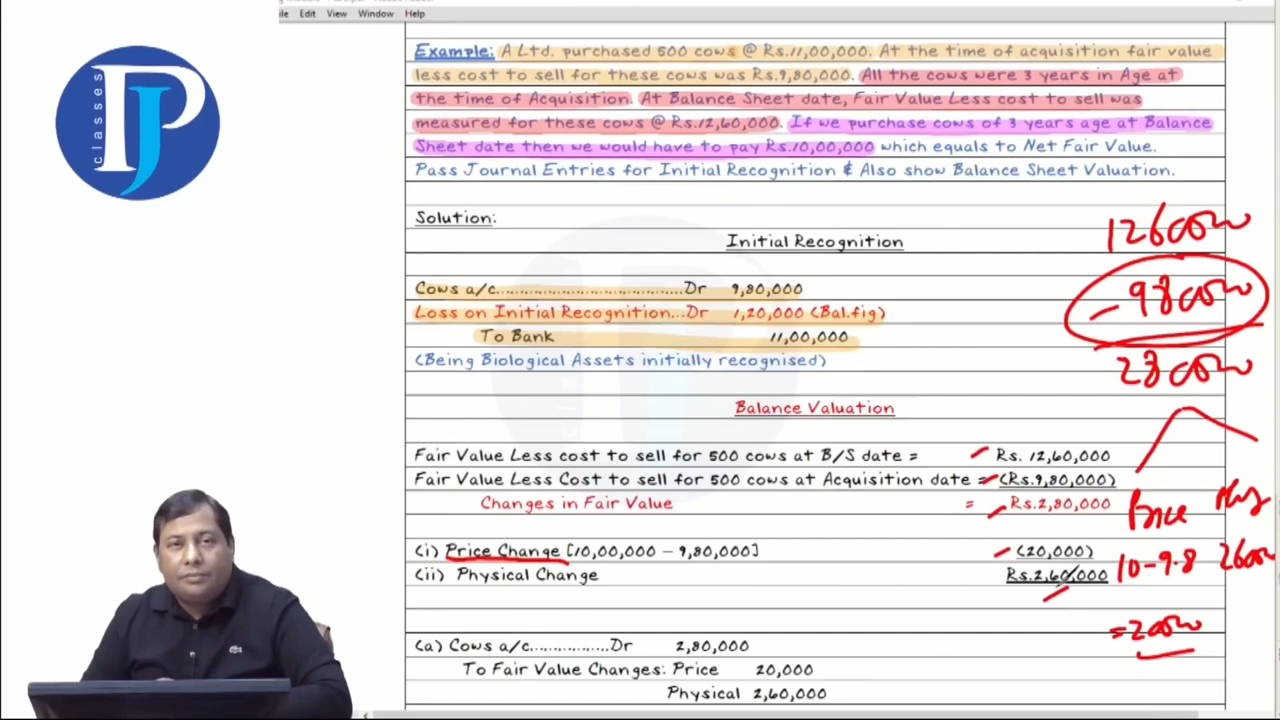 ile Edit View Window Help
PJ
classes
Example: A Ltd. purchased 500 cows @ Rs.11,00,000. At the time of acquisition fair value
less cost to sell for these cows was Rs.9,80,000. All the cows were 3 years in Age at
the time of Acquisition. At Balance Sheet date, Fair Value Less cost to sell was
measured for these cows @ Rs.12,60,000. If we purchase cows of 3 years age at Balance
Sheet date then we would have to pay Rs.10,00,000 which equals to Net Fair Value.
Pass Journal Entries for Initial Recognition & Also show Balance Sheet Valuation.
Solution:
Initial Recognition
Cows a/c..........................................Dr 9,80,000
Loss on Initial Recognition...Dr 1,20,000 (Bal.fig)
To Bank 11,00,000
(Being Biological Assets initially recognised)
Balance Valuation
Fair Value Less cost to sell for 500 cows at B/S date = Rs. 12,60,000
Fair Value Less Cost to sell for 500 cows at Acquisition date = (Rs.9,80,000)
Changes in Fair Value = Rs.2,80,000
(i) Price Change [10,00,000 - 9,80,000] (20,000)
(ii) Physical Change Rs.2,60,000
(a) Cows a/c.................Dr 2,80,000
To Fair Value Changes: Price 20,000
Physical 2,60,000
Price
10-9.8